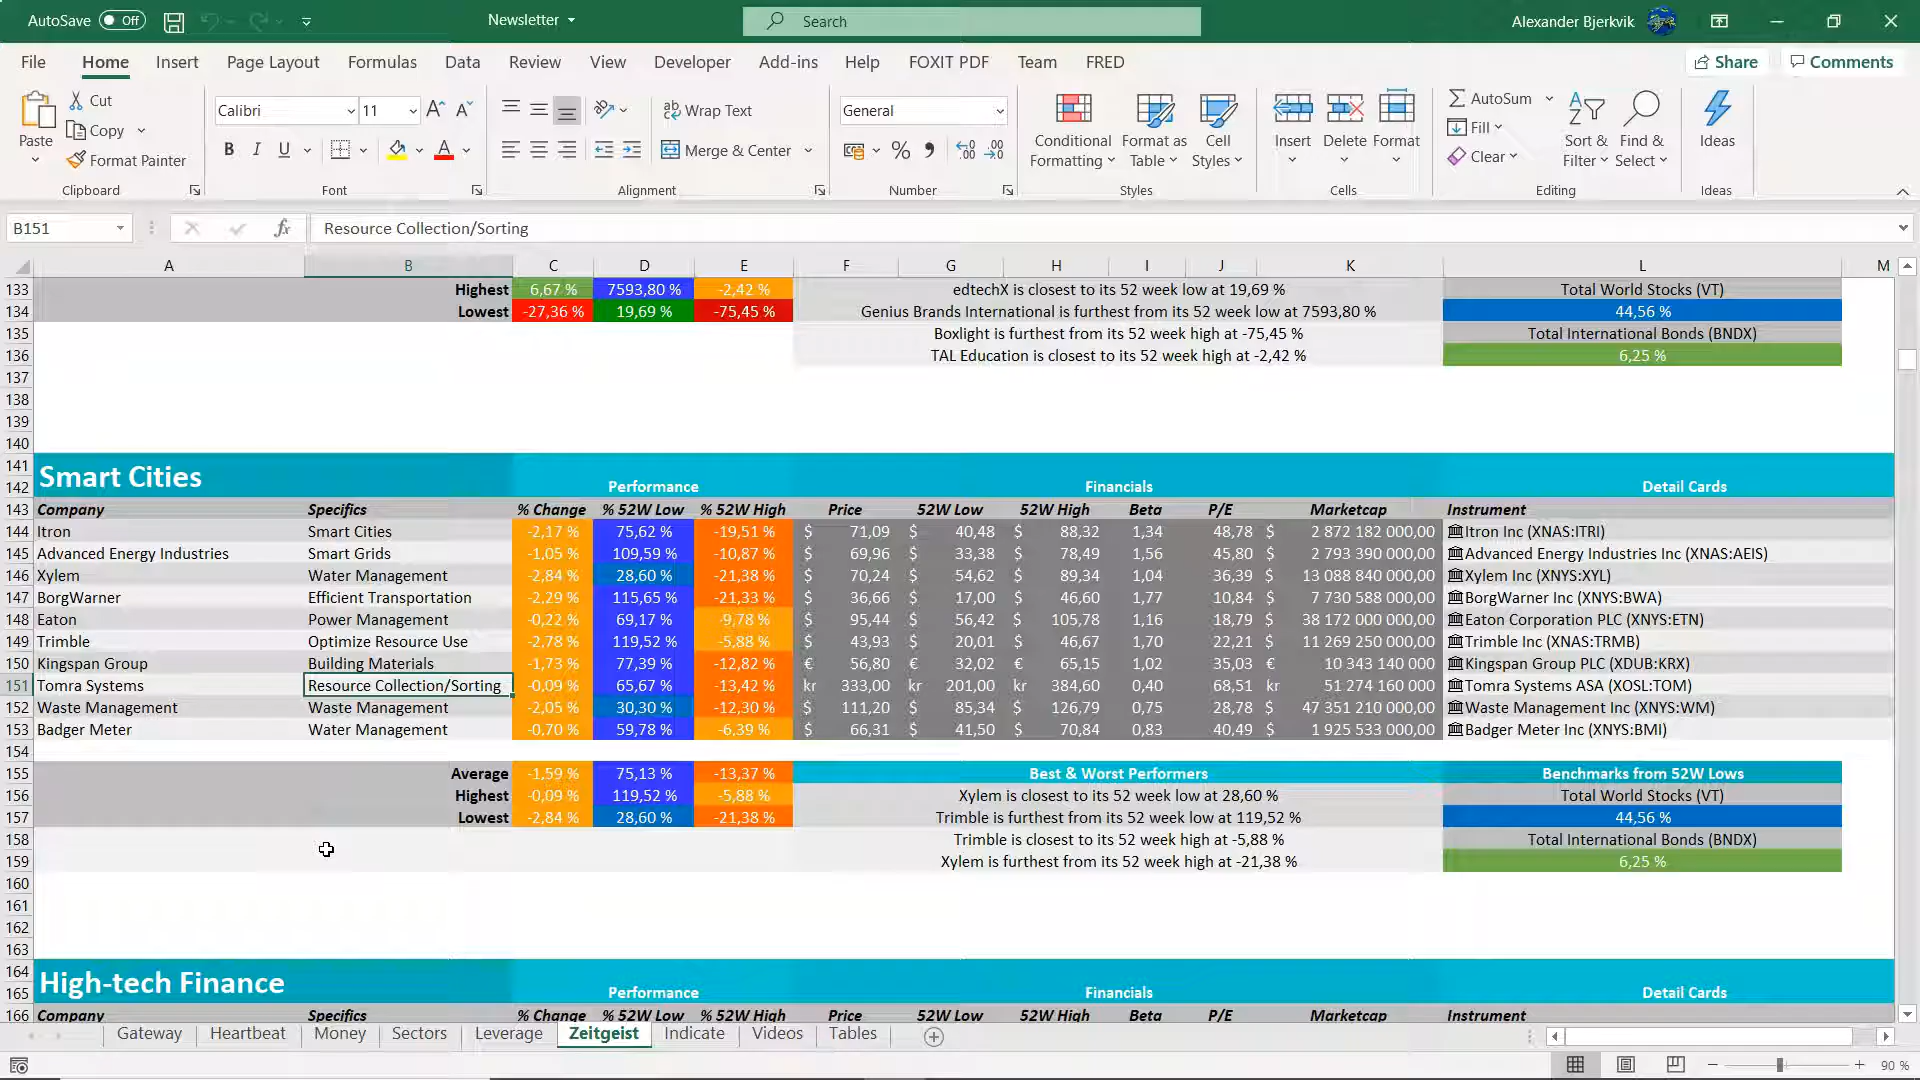 AutoSave Off Newsletter Search Alexander Bjerkvik
File Home Insert Page Layout Formulas Data Review View Developer Add-ins Help FOXIT PDF Team FRED Share Comments
Paste Cut Copy Format Painter Clipboard
Calibri 11 B I U A A A Font
Wrap Text Merge & Center Alignment
General % Number
Conditional Formatting Format as Table Cell Styles Styles
Insert Delete Format Cells
AutoSum Fill Clear Sort & Filter Find & Select Editing
Ideas Ideas
B151 fx Resource Collection/Sorting
A B C D E F G H I J K L M
133 Highest 6,67 % 7593,80 % -2,42 % edtechX is closest to its 52 week low at 19,69 % Total World Stocks (VT)
134 Lowest -27,36 % 19,69 % -75,45 % Genius Brands International is furthest from its 52 week low at 7593,80 % 44,56 %
135 Boxlight is furthest from its 52 week high at -75,45 % Total International Bonds (BNDX)
136 TAL Education is closest to its 52 week high at -2,42 % 6,25 %
137
138
139
140
141 Smart Cities
142 Performance Financials Detail Cards
143 Company Specifics % Change % 52W Low % 52W High Price 52W Low 52W High Beta P/E Marketcap Instrument
144 Itron Smart Cities -2,17 % 75,62 % -19,51 % $ 71,09 $ 40,48 $ 88,32 1,34 48,78 $ 2 872 182 000,00 Itron Inc (XNAS:ITRI)
145 Advanced Energy Industries Smart Grids -1,05 % 109,59 % -10,87 % $ 69,96 $ 33,38 $ 78,49 1,56 45,80 $ 2 793 390 000,00 Advanced Energy Industries Inc (XNAS:AEIS)
146 Xylem Water Management -2,84 % 28,60 % -21,38 % $ 70,24 $ 54,62 $ 89,34 1,04 36,39 $ 13 088 840 000,00 Xylem Inc (XNYS:XYL)
147 BorgWarner Efficient Transportation -2,29 % 115,65 % -21,33 % $ 36,66 $ 17,00 $ 46,60 1,77 10,84 $ 7 730 588 000,00 BorgWarner Inc (XNYS:BWA)
148 Eaton Power Management -0,22 % 69,17 % -9,78 % $ 95,44 $ 56,42 $ 105,78 1,16 18,79 $ 38 172 000 000,00 Eaton Corporation PLC (XNYS:ETN)
149 Trimble Optimize Resource Use -2,78 % 119,52 % -5,88 % $ 43,93 $ 20,01 $ 46,67 1,70 22,21 $ 11 269 250 000,00 Trimble Inc (XNAS:TRMB)
150 Kingspan Group Building Materials -1,73 % 77,39 % -12,82 % € 56,80 € 32,02 € 65,15 1,02 35,03 € 10 343 140 000 Kingspan Group PLC (XDUB:KRX)
151 Tomra Systems Resource Collection/Sorting -0,09 % 65,67 % -13,42 % kr 333,00 kr 201,00 kr 384,60 0,40 68,51 kr 51 274 160 000 Tomra Systems ASA (XOSL:TOM)
152 Waste Management Waste Management -2,05 % 30,30 % -12,30 % $ 111,20 $ 85,34 $ 126,79 0,75 28,78 $ 47 351 210 000,00 Waste Management Inc (XNYS:WM)
153 Badger Meter Water Management -0,70 % 59,78 % -6,39 % $ 66,31 $ 41,50 $ 70,84 0,83 40,49 $ 1 925 533 000,00 Badger Meter Inc (XNYS:BMI)
154
155 Average -1,59 % 75,13 % -13,37 % Best & Worst Performers Benchmarks from 52W Lows
156 Highest -0,09 % 119,52 % -5,88 % Xylem is closest to its 52 week low at 28,60 % Total World Stocks (VT)
157 Lowest -2,84 % 28,60 % -21,38 % Trimble is furthest from its 52 week low at 119,52 % 44,56 %
158 Trimble is closest to its 52 week high at -5,88 % Total International Bonds (BNDX)
159 Xylem is furthest from its 52 week high at -21,38 % 6,25 %
160
161
162
163
164 High-tech Finance
165 Performance Financials Detail Cards
166 Company Specifics % Change % 52W Low % 52W High Price 52W Low 52W High Beta P/E Marketcap Instrument
Gateway Heartbeat Money Sectors Leverage Zeitgeist Indicate Videos Tables
90 %